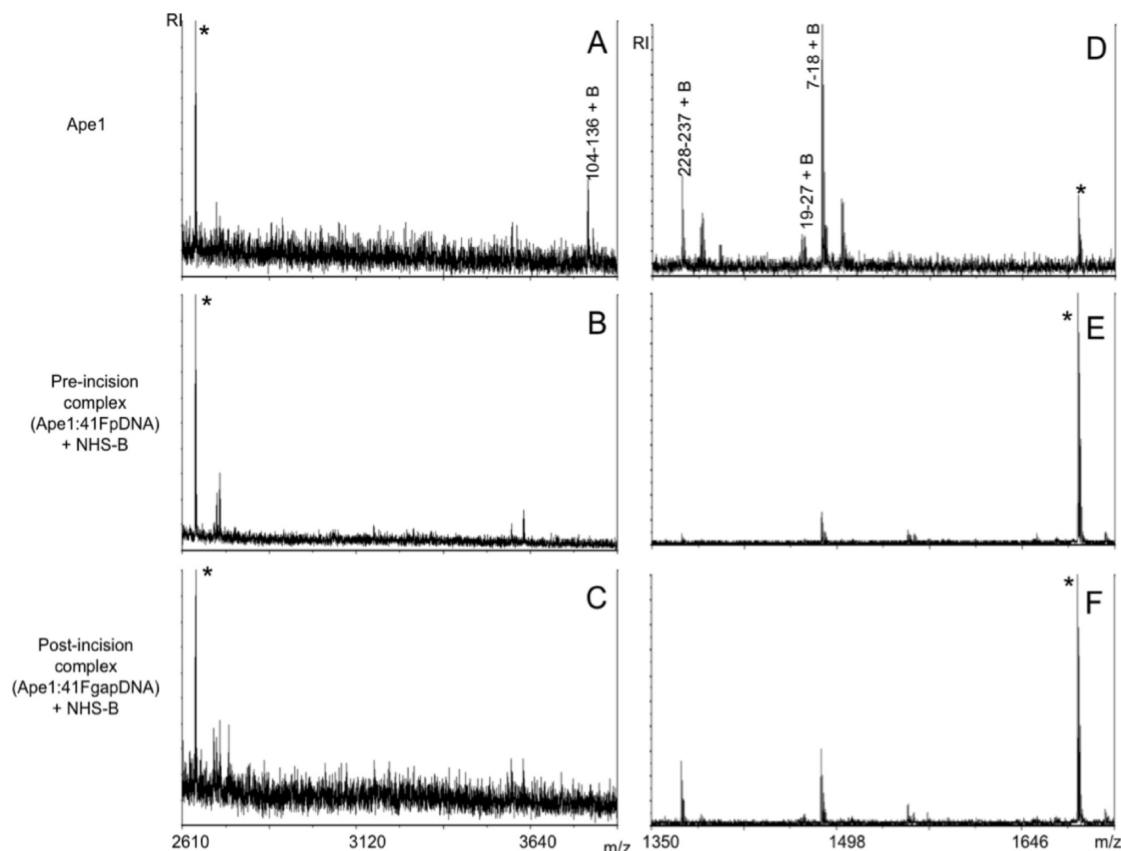 RI
*
A
104-136 + B
Ape1
RI
228-237 + B
19-27 + B
7-18 + B
*
D
*
B
Pre-incision
complex
(Ape1:41FpDNA)
+ NHS-B
*
E
*
C
Post-incision
complex
(Ape1:41FgapDNA)
+ NHS-B
*
F
2610
3120
3640
m/z
1350
1498
1646
m/z